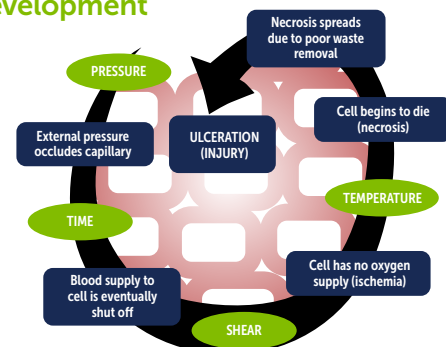 evelopment
PRESSURE
External pressure
occludes capillary
TIME
Blood supply to
cell is eventually
shut off
SHEAR
Cell has no oxygen
supply (ischemia)
TEMPERATURE
Cell begins to die
(necrosis)
Necrosis spreads
due to poor waste
removal
ULCERATION
(INJURY)